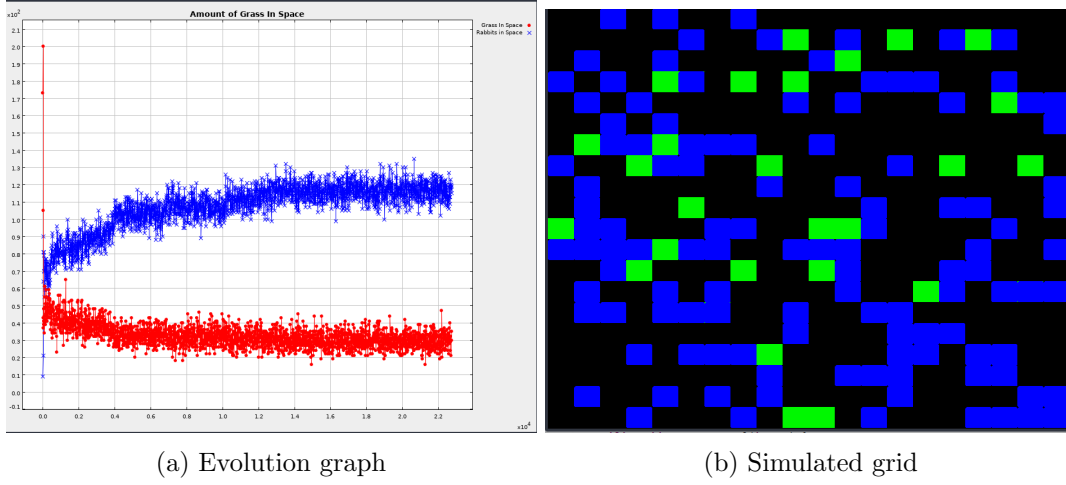 Amount of Grass In Space
x10²
Grass In Space
Rabbits in Space
2.1
2.0
1.9
1.8
1.7
1.6
1.5
1.4
1.3
1.2
1.1
1.0
0.9
0.8
0.7
0.6
0.5
0.4
0.3
0.2
0.1
0.0
-0.1
0.0 0.2 0.4 0.6 0.8 1.0 1.2 1.4 1.6 1.8 2.0 2.2
x10⁴
(a) Evolution graph
(b) Simulated grid